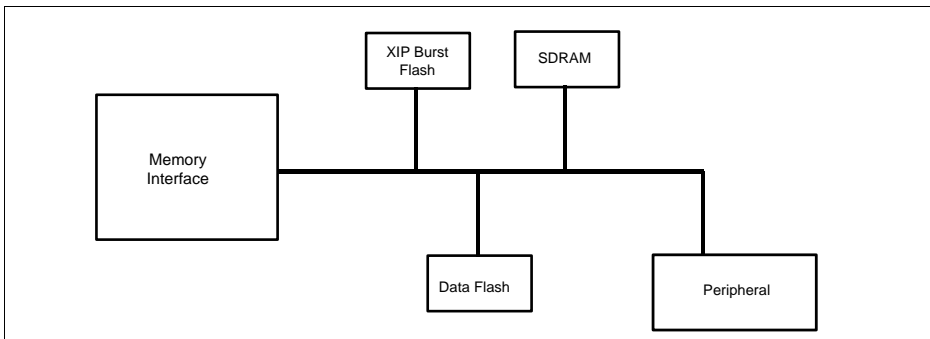 XIP Burst
Flash
SDRAM
Memory
Interface
Data Flash
Peripheral